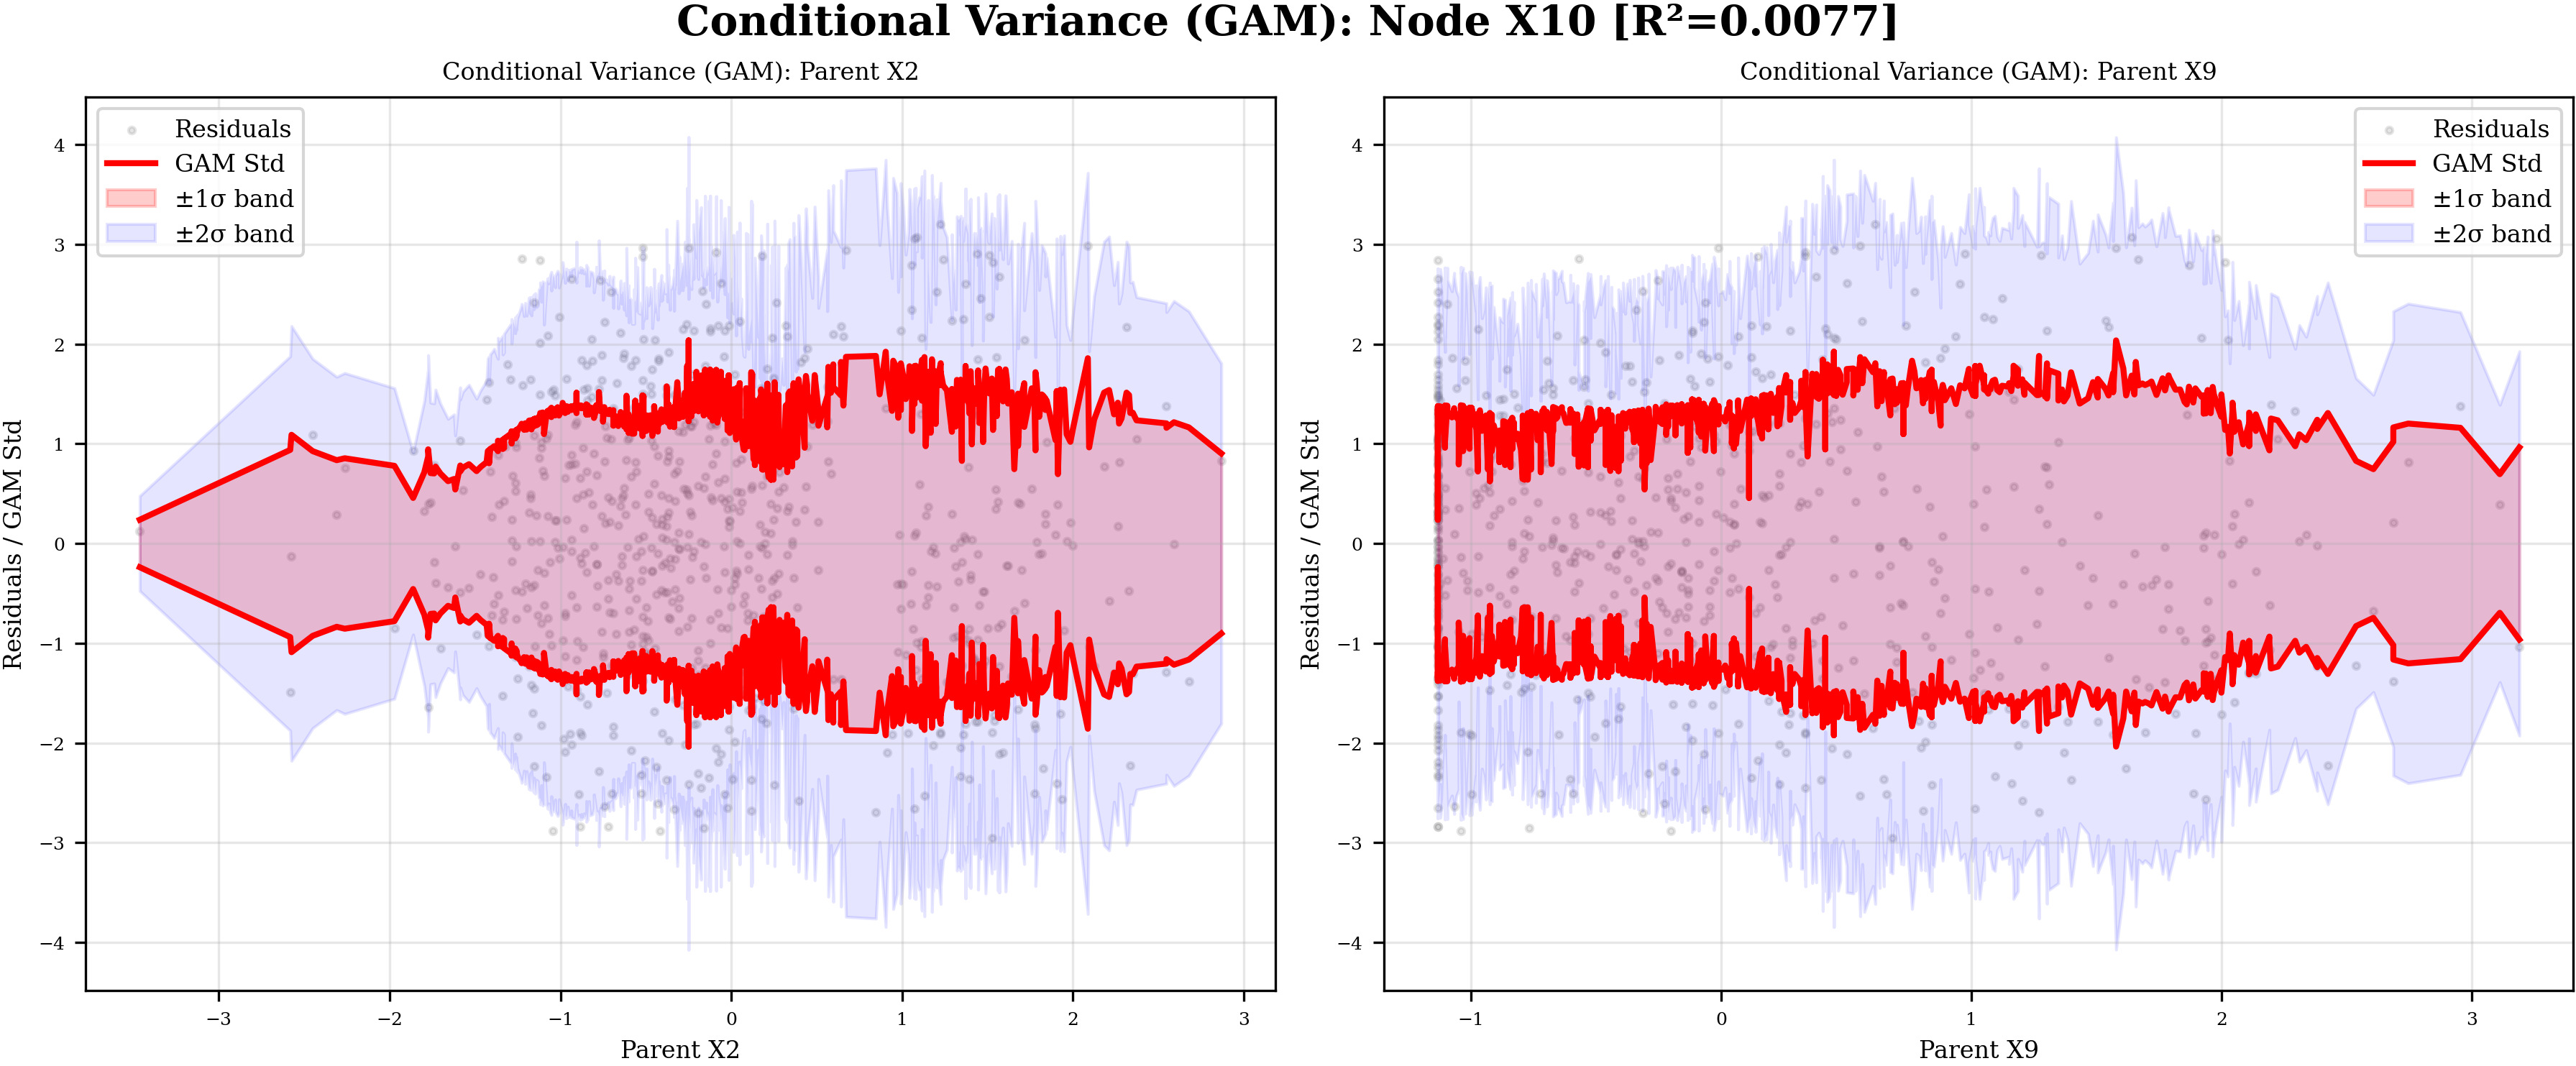 Conditional Variance (GAM): Node X10 [R²=0.0077]
Conditional Variance (GAM): Parent X2
Residuals
GAM Std
±1σ band
±2σ band
4
3
2
1
0
−1
−2
−3
−4
Residuals / GAM Std
−3
−2
−1
0
1
2
3
Parent X2
Conditional Variance (GAM): Parent X9
Residuals
GAM Std
±1σ band
±2σ band
4
3
2
1
0
−1
−2
−3
−4
Residuals / GAM Std
−1
0
1
2
3
Parent X9